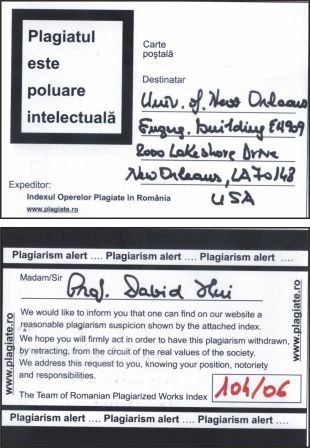 Plagiatul
este
poluare
intelectuală
Carte
poştală
Destinatar
Univ. of New Orleans
Engng. Building EN909
2000 Lakeshore Drive
New Orleans, LA 70148
USA
Expeditor:
Indexul Operelor Plagiate în România
www.plagiate.ro
Plagiarism alert .... Plagiarism alert .... Plagiarism alert
www.plagiate.ro
Madam/Sir
Prof. David Hui
We would like to inform you that one can find on our website a
reasonable plagiarism suspicion shown by the attached index.
We hope you will firmly act in order to have this plagiarism withdrawn,
by retracting, from the circuit of the real values of the society.
We address this request to you, knowing your position, notoriety
and responsibilities.
The Team of Romanian Plagiarized Works Index
104/06
www.plagiate.ro
Plagiarism alert .... Plagiarism alert .... Plagiarism alert